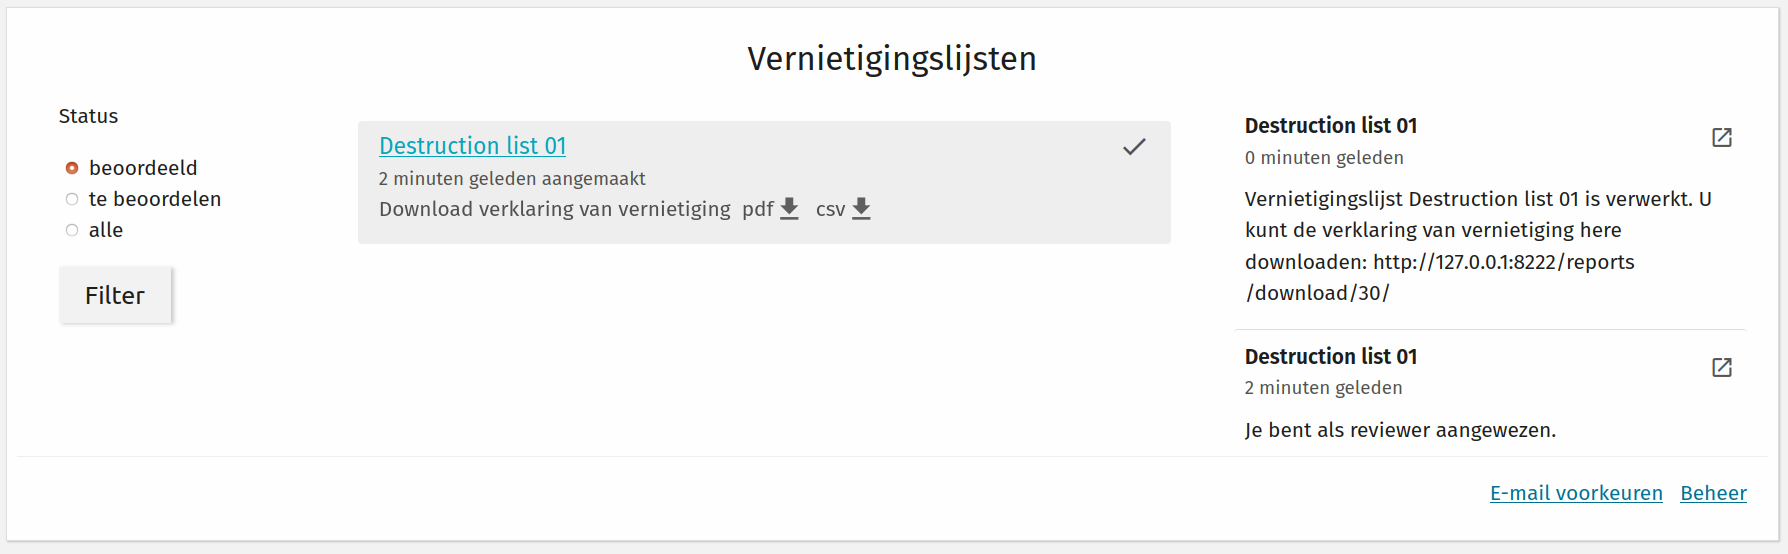 Vernietigingslijsten
Status
beoordeeld
te beoordelen
alle
Filter
Destruction list 01
2 minuten geleden aangemaakt
Download verklaring van vernietiging pdf csv
Destruction list 01
0 minuten geleden
Vernietigingslijst Destruction list 01 is verwerkt. U
kunt de verklaring van vernietiging here
downloaden: http://127.0.0.1:8222/reports
/download/30/
Destruction list 01
2 minuten geleden
Je bent als reviewer aangewezen.
E-mail voorkeuren Beheer